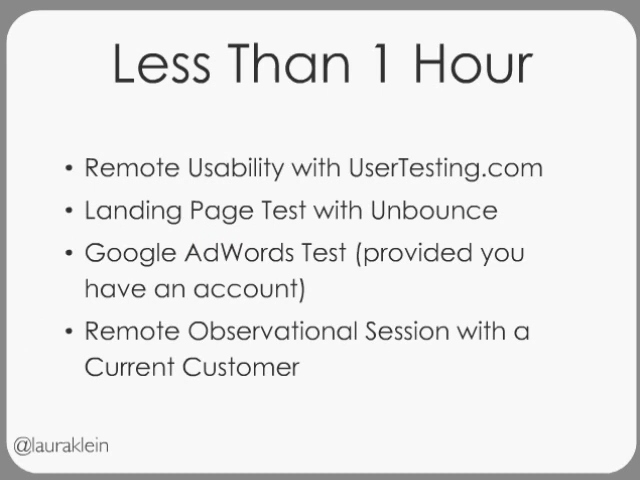 Less Than 1 Hour
• Remote Usability with UserTesting.com
• Landing Page Test with Unbounce
• Google AdWords Test (provided you
have an account)
• Remote Observational Session with a
Current Customer
@lauraklein